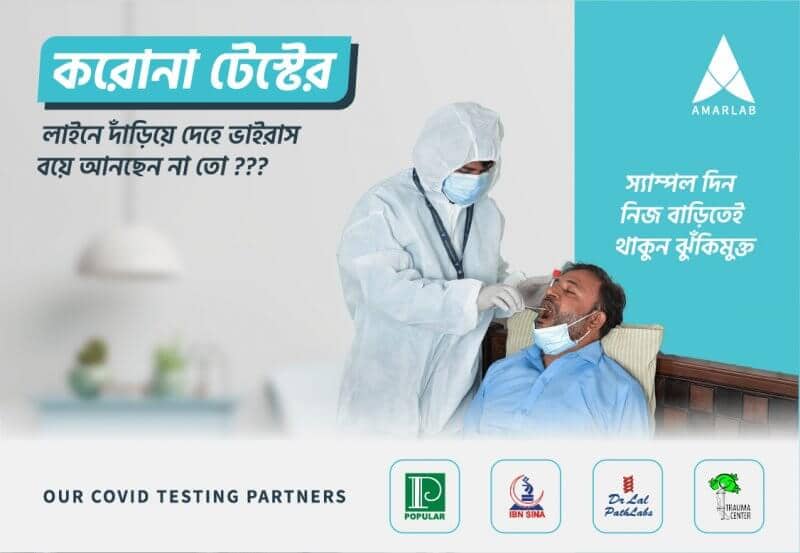 করোনা টেস্টের
লাইনে দাঁড়িয়ে দেহে ভাইরাস
বয়ে আনছেন না তো ???
AMARLAB
স্যাম্পল দিন
নিজ বাড়িতেই
থাকুন ঝুঁকিমুক্ত
OUR COVID TESTING PARTNERS
POPULAR
IBN SINA
Dr Lal
PathLabs
TRAUMA
CENTER